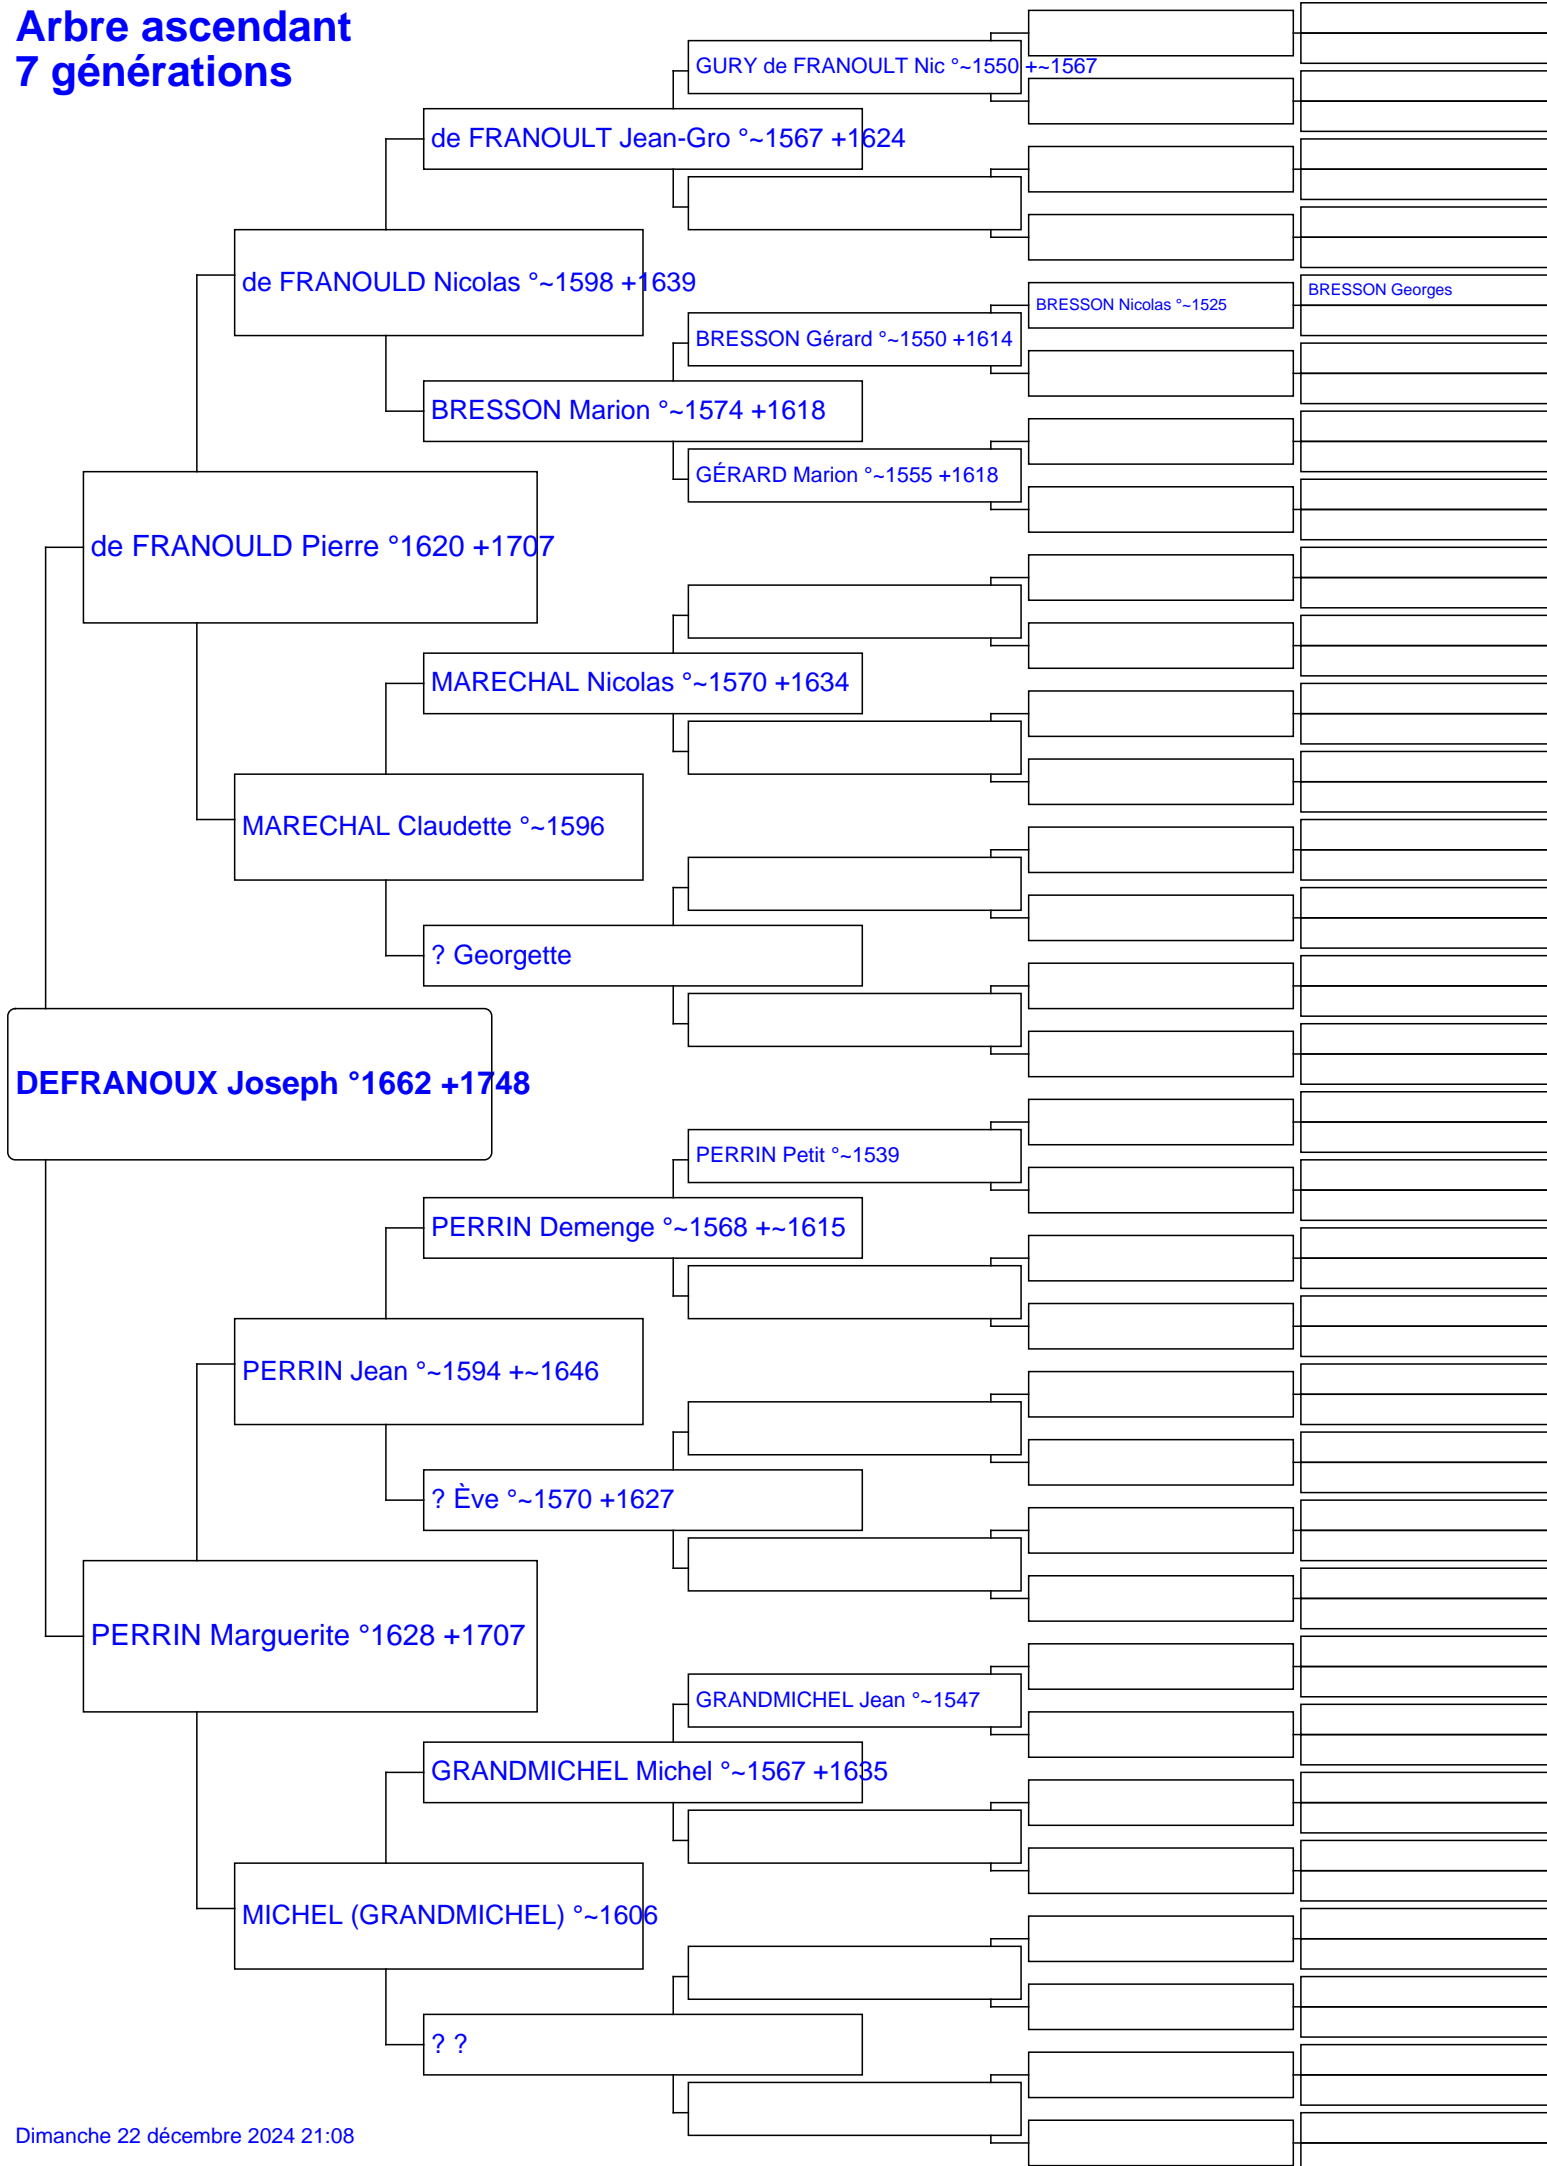 Arbre ascendant
7 générations
GURY de FRANOULT Nic °~1550 +~1567
de FRANOULT Jean-Gro °~1567 +1624
de FRANOULD Nicolas °~1598 +1639
BRESSON Georges
BRESSON Nicolas °~1525
BRESSON Gérard °~1550 +1614
BRESSON Marion °~1574 +1618
GÉRARD Marion °~1555 +1618
de FRANOULD Pierre °1620 +1707
MARECHAL Nicolas °~1570 +1634
MARECHAL Claudette °~1596
? Georgette
DEFRANOUX Joseph °1662 +1748
PERRIN Petit °~1539
PERRIN Demenge °~1568 +~1615
PERRIN Jean °~1594 +~1646
? Ève °~1570 +1627
PERRIN Marguerite °1628 +1707
GRANDMICHEL Jean °~1547
GRANDMICHEL Michel °~1567 +1635
MICHEL (GRANDMICHEL) °~1606
? ?
Dimanche 22 décembre 2024 21:08